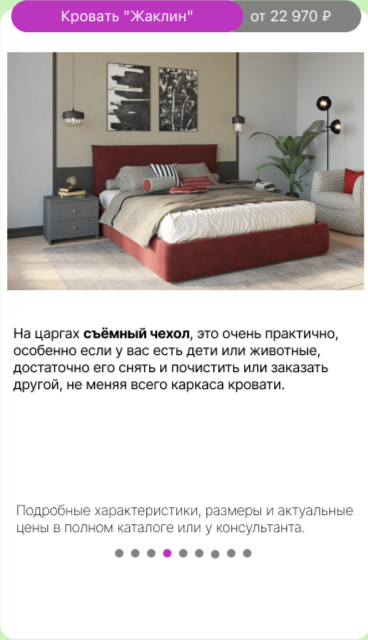 Кровать "Жаклин" от 22 970 ₽
На царгах съёмный чехол, это очень практично,
особенно если у вас есть дети или животные,
достаточно его снять и почистить или заказать
другой, не меняя всего каркаса кровати.
Подробные характеристики, размеры и актуальные
цены в полном каталоге или у консультанта.